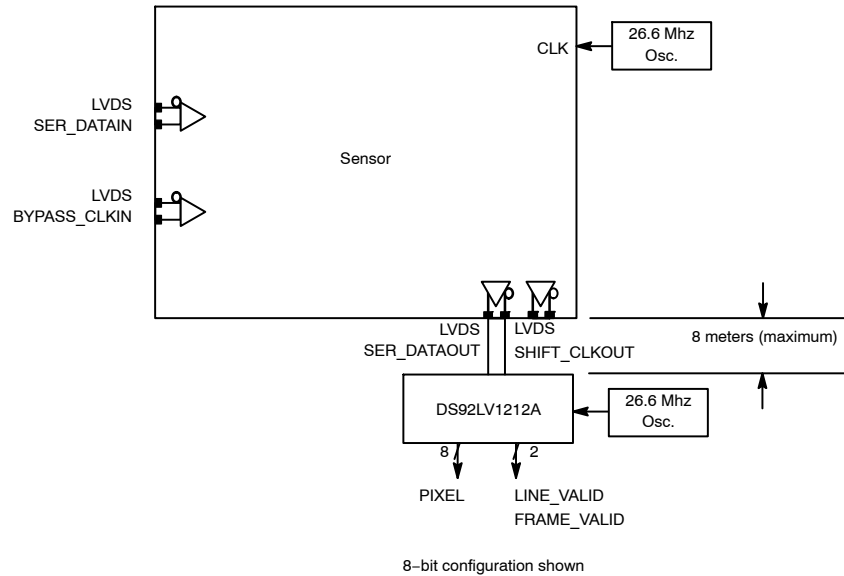 CLK
26.6 Mhz
Osc.
LVDS
SER_DATAIN
Sensor
LVDS
BYPASS_CLKIN
LVDS
SER_DATAOUT
LVDS
SHIFT_CLKOUT
8 meters (maximum)
DS92LV1212A
26.6 Mhz
Osc.
8
2
PIXEL
LINE_VALID
FRAME_VALID
8−bit configuration shown